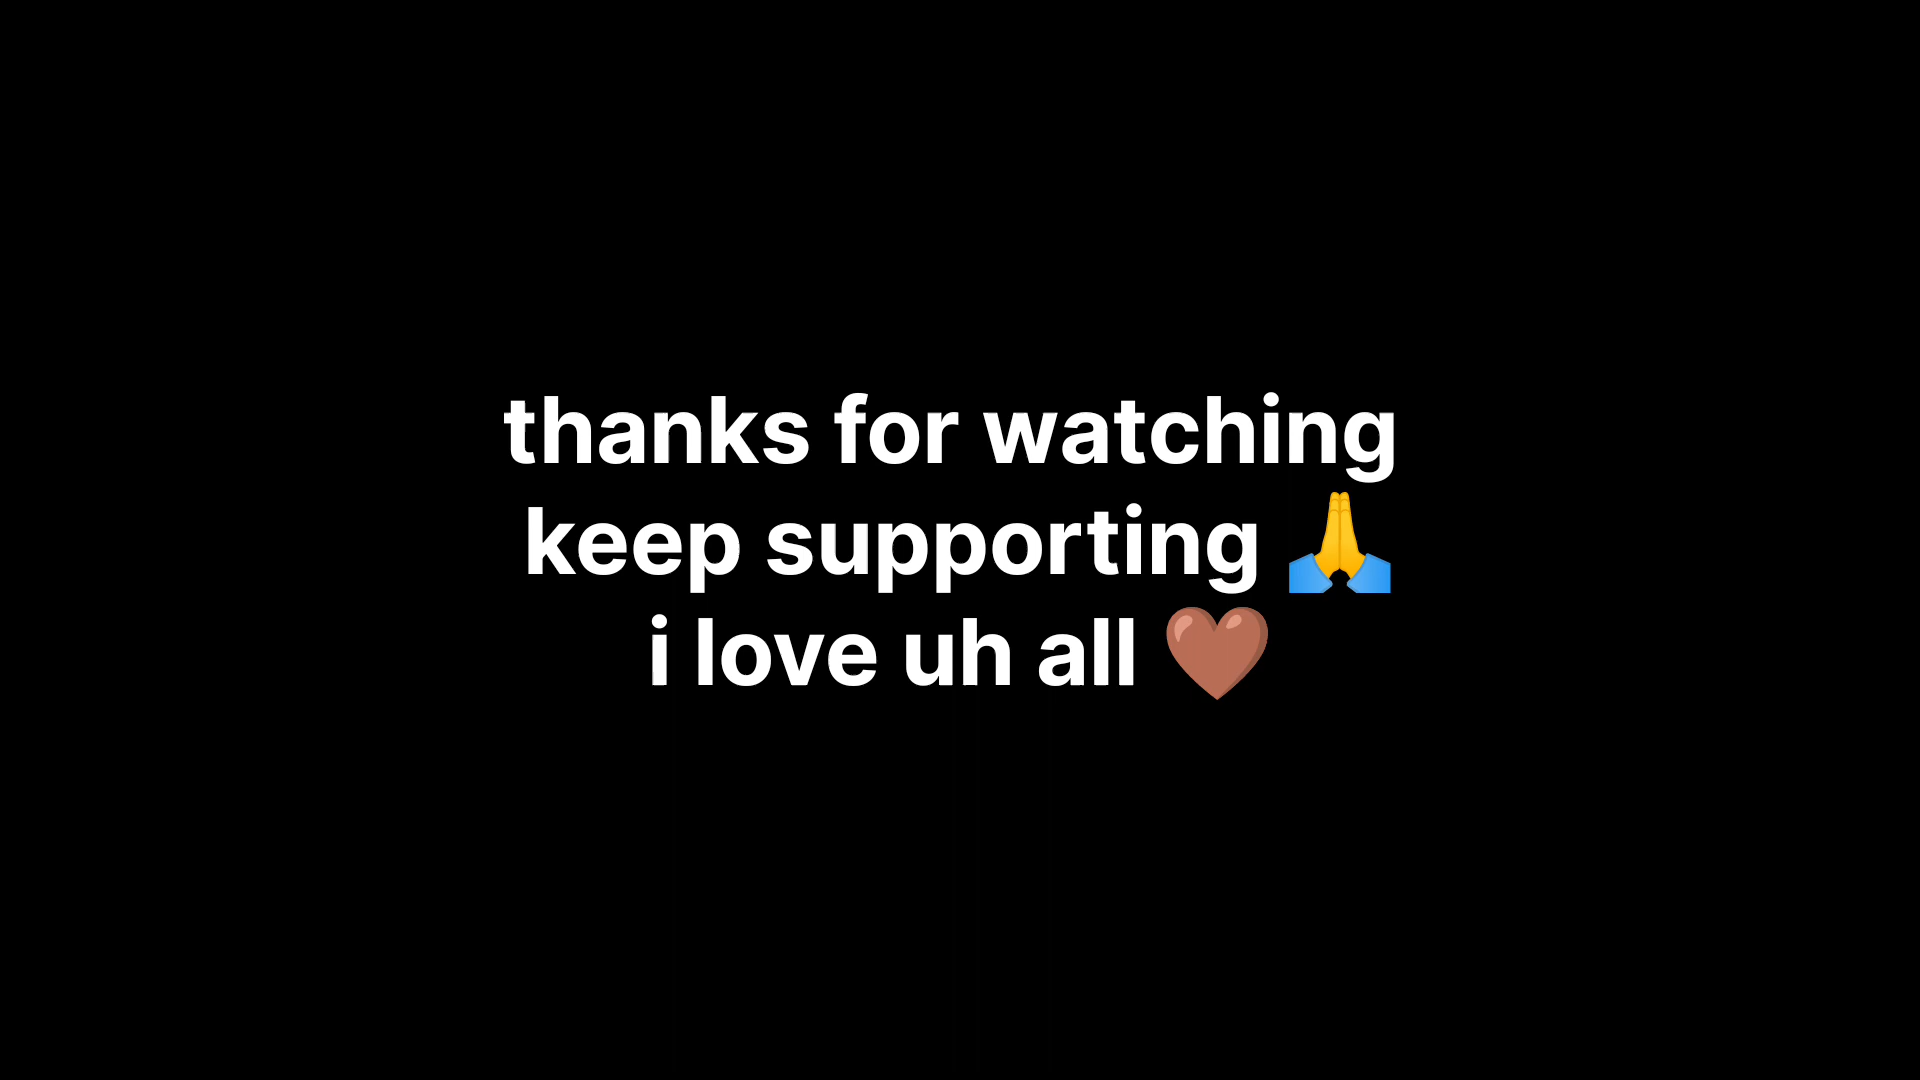 thanks for watching
keep supporting 🙏
i love uh all 🤎